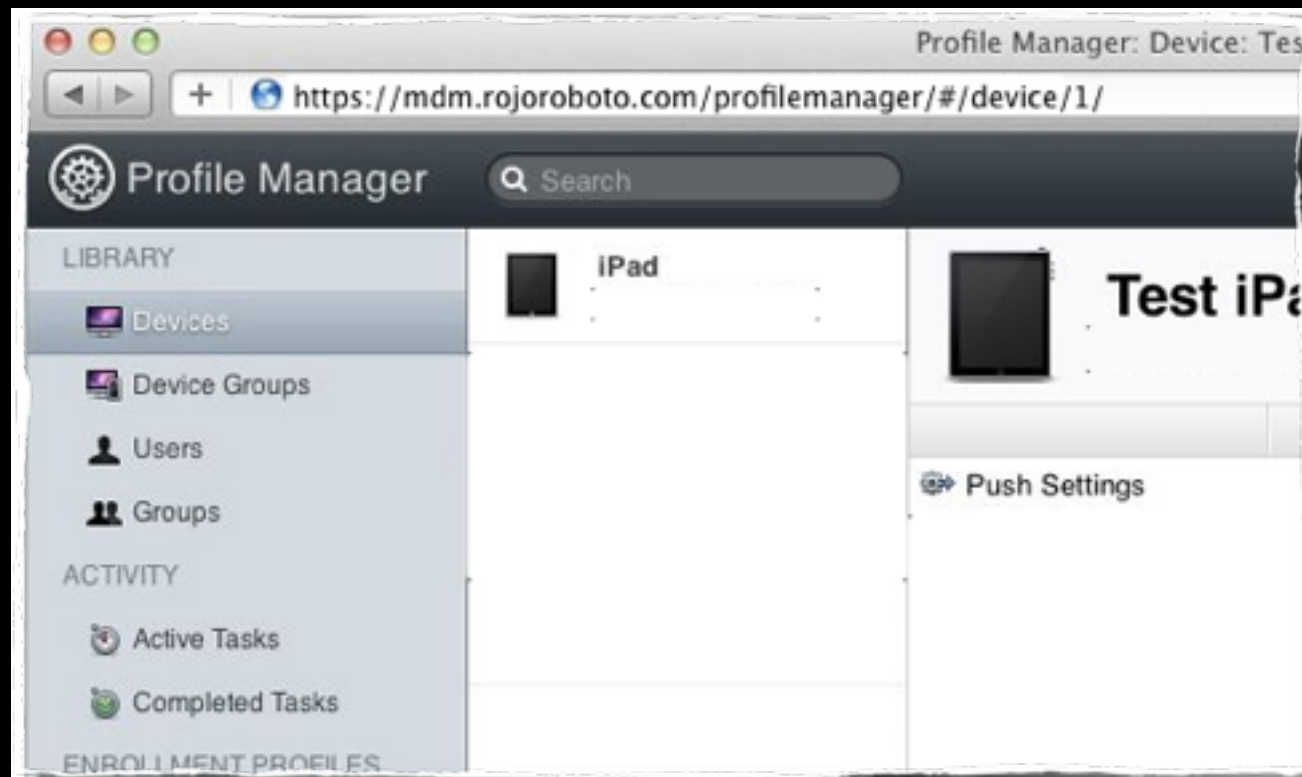 Profile Manager: Device: Tes
https://mdm.rojoroboto.com/profilemanager/#/device/1/
Profile Manager
Search
LIBRARY
Devices
Device Groups
Users
Groups
ACTIVITY
Active Tasks
Completed Tasks
ENROLLMENT PROFILES
iPad
Test iPa
Push Settings